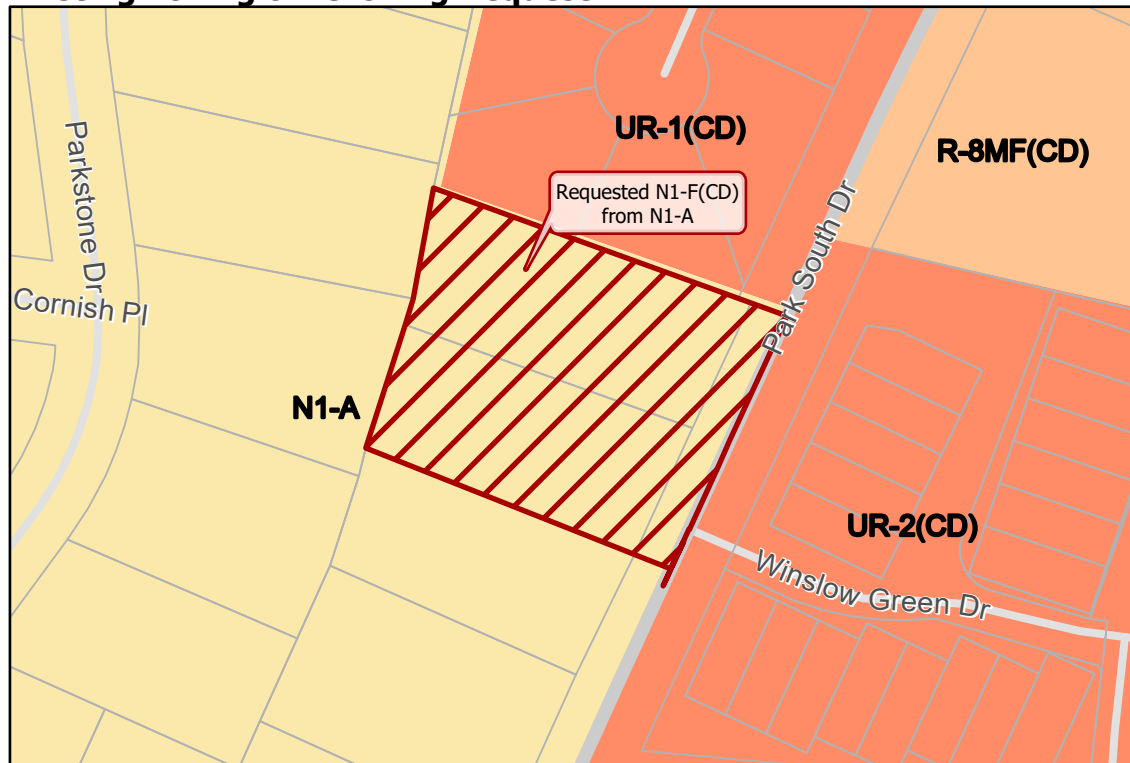 UR-1(CD)
R-8MF(CD)
Parkstone Dr
Requested N1-F(CD)
from N1-A
Park South Dr
Cornish Pl
N1-A
UR-2(CD)
Winslow Green Dr